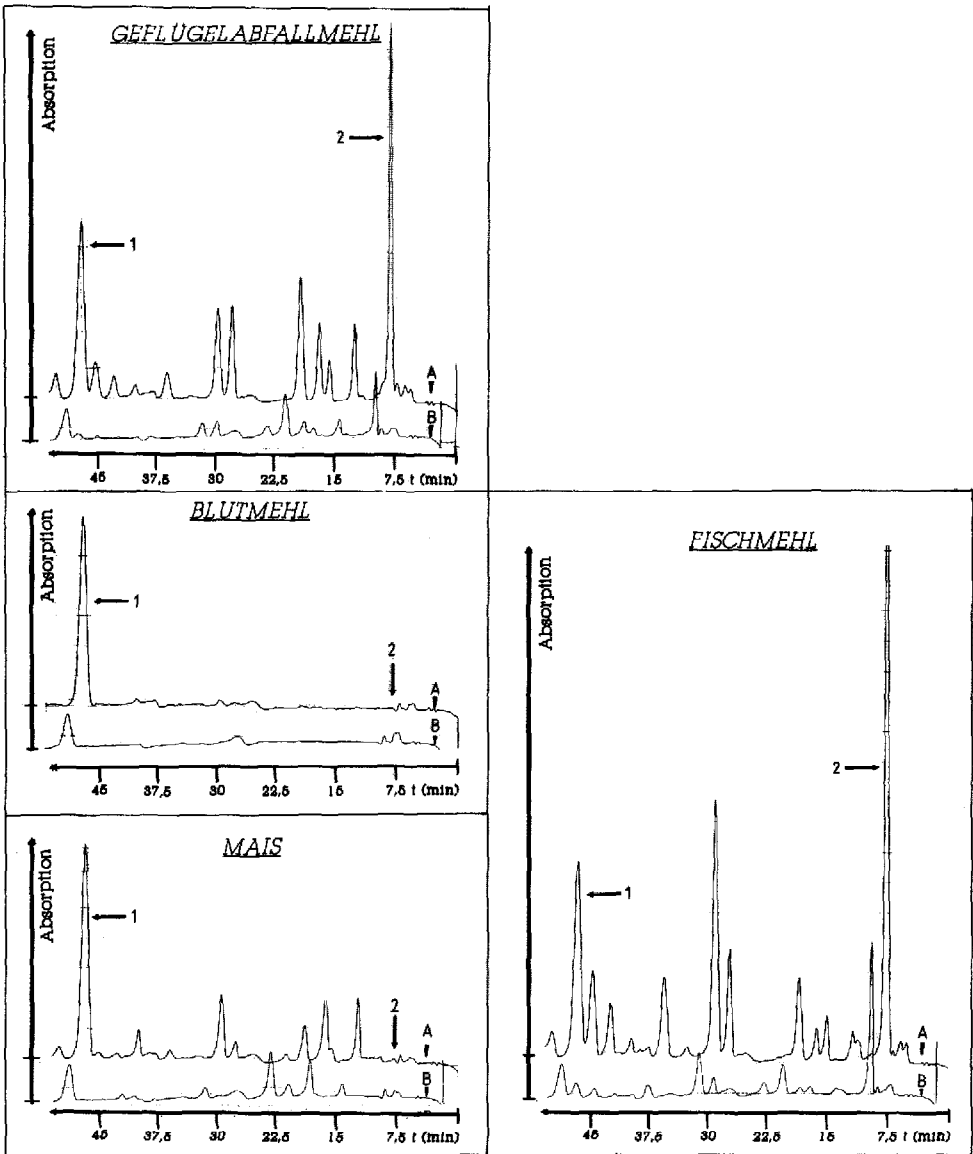 GEFLÜGELABFALLMEHL
Absorption
2
1
A
B
45 37,5 30 22,5 15 7,5 t (min)
BLUTMEHL
Absorption
1
2
A
B
45 37,5 30 22,5 15 7,5 t (min)
MAIS
Absorption
1
2
A
B
45 37,5 30 22,5 15 7,5 t (min)
FISCHMEHL
Absorption
2
1
A
B
45 37,5 30 22,5 15 7,5 t (min)